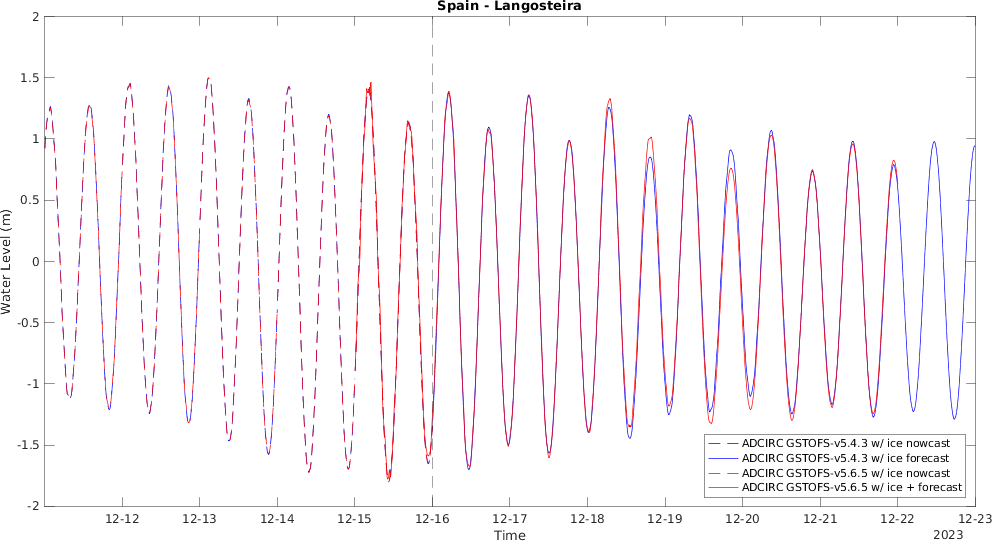 Spain - Langosteira
Water Level (m)
2
1.5
1
0.5
0
-0.5
-1
-1.5
-2
ADCIRC GSTOFS-v5.4.3 w/ ice nowcast
ADCIRC GSTOFS-v5.4.3 w/ ice forecast
ADCIRC GSTOFS-v5.6.5 w/ ice nowcast
ADCIRC GSTOFS-v5.6.5 w/ ice + forecast
12-12 12-13 12-14 12-15 12-16 12-17 12-18 12-19 12-20 12-21 12-22 12-23
Time
2023